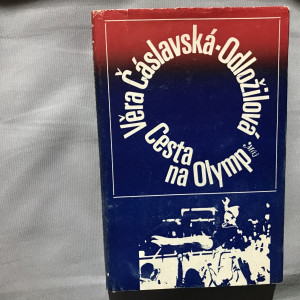 Věra Čáslavská-Odložilová
Cesta
na Olymp